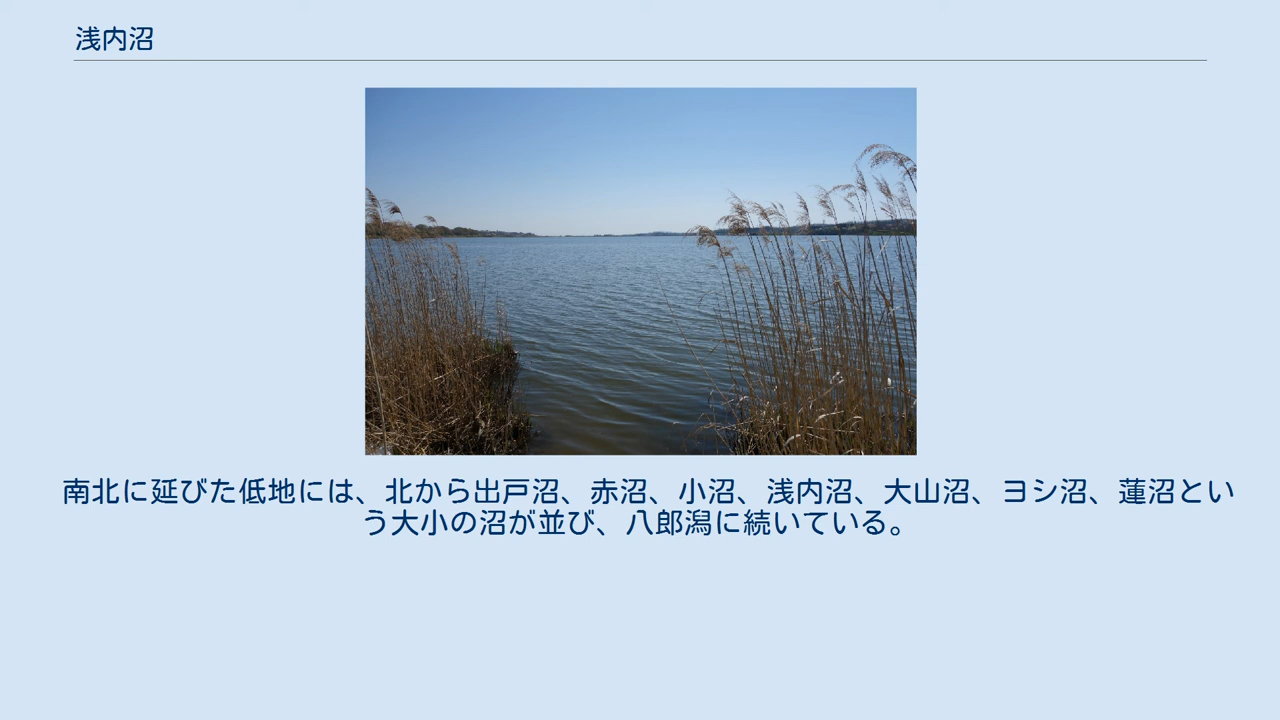 浅内沼
南北に延びた低地には、北から出戸沼、赤沼、小沼、浅内沼、大山沼、ヨシ沼、蓮沼とい
う大小の沼が並び、八郎潟に続いている。